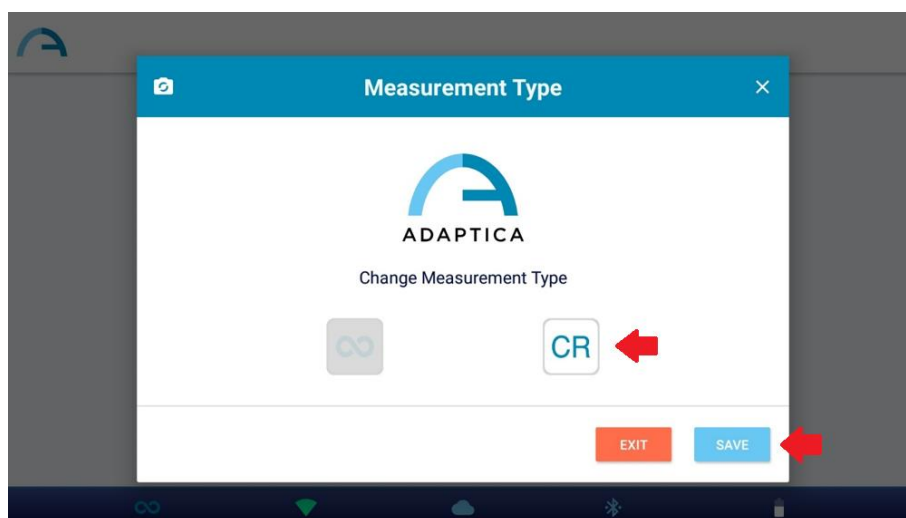 Measurement Type
ADAPTICA
Change Measurement Type
CR
EXIT
SAVE